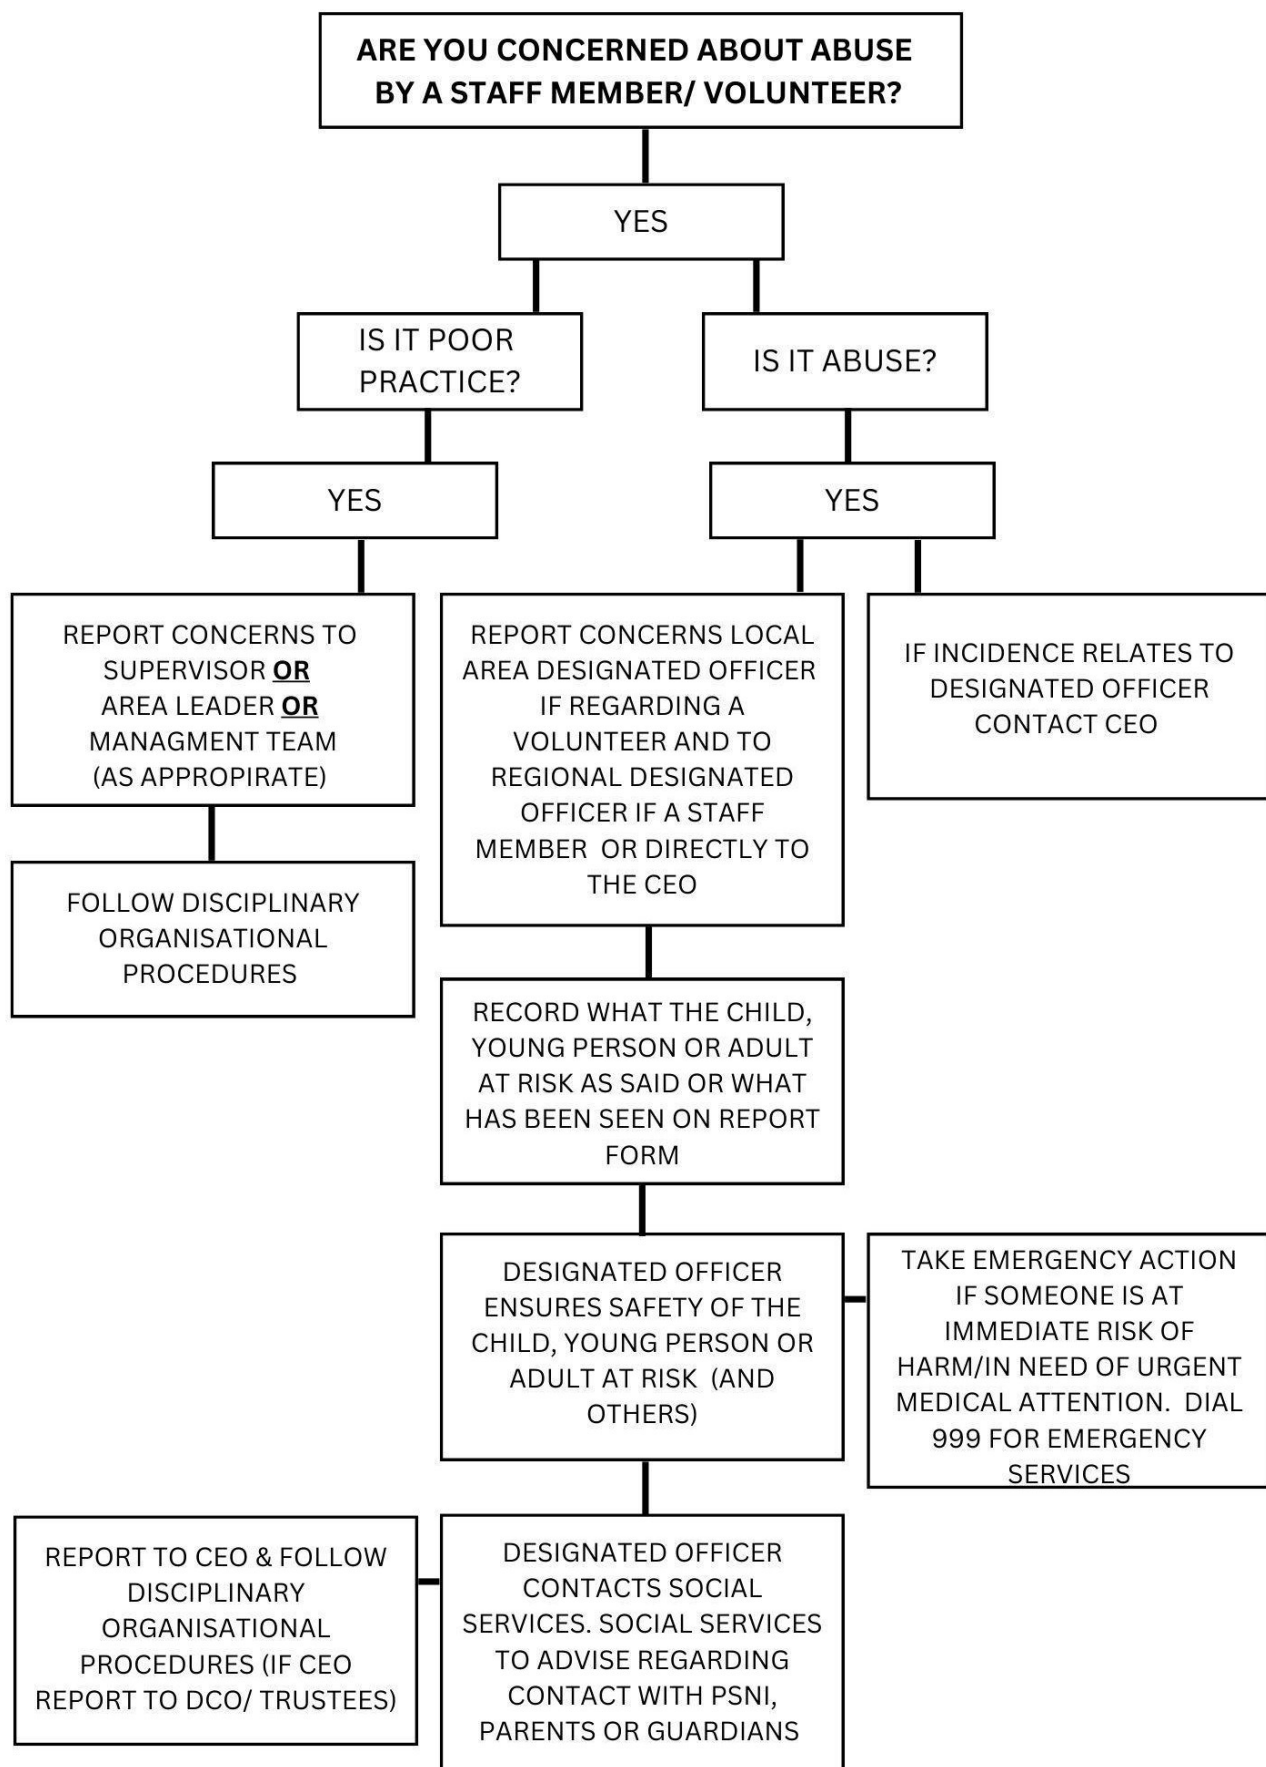 ARE YOU CONCERNED ABOUT ABUSE
BY A STAFF MEMBER/ VOLUNTEER?
YES
IS IT POOR
PRACTICE?
IS IT ABUSE?
YES
YES
REPORT CONCERNS TO
SUPERVISOR OR
AREA LEADER OR
MANAGMENT TEAM
(AS APPROPIRATE)
REPORT CONCERNS LOCAL
AREA DESIGNATED OFFICER
IF REGARDING A
VOLUNTEER AND TO
REGIONAL DESIGNATED
OFFICER IF A STAFF
MEMBER OR DIRECTLY TO
THE CEO
IF INCIDENCE RELATES TO
DESIGNATED OFFICER
CONTACT CEO
FOLLOW DISCIPLINARY
ORGANISATIONAL
PROCEDURES
RECORD WHAT THE CHILD,
YOUNG PERSON OR ADULT
AT RISK AS SAID OR WHAT
HAS BEEN SEEN ON REPORT
FORM
DESIGNATED OFFICER
ENSURES SAFETY OF THE
CHILD, YOUNG PERSON OR
ADULT AT RISK (AND
OTHERS)
TAKE EMERGENCY ACTION
IF SOMEONE IS AT
IMMEDIATE RISK OF
HARM/IN NEED OF URGENT
MEDICAL ATTENTION. DIAL
999 FOR EMERGENCY
SERVICES
REPORT TO CEO & FOLLOW
DISCIPLINARY
ORGANISATIONAL
PROCEDURES (IF CEO
REPORT TO DCO/ TRUSTEES)
DESIGNATED OFFICER
CONTACTS SOCIAL
SERVICES. SOCIAL SERVICES
TO ADVISE REGARDING
CONTACT WITH PSNI,
PARENTS OR GUARDIANS